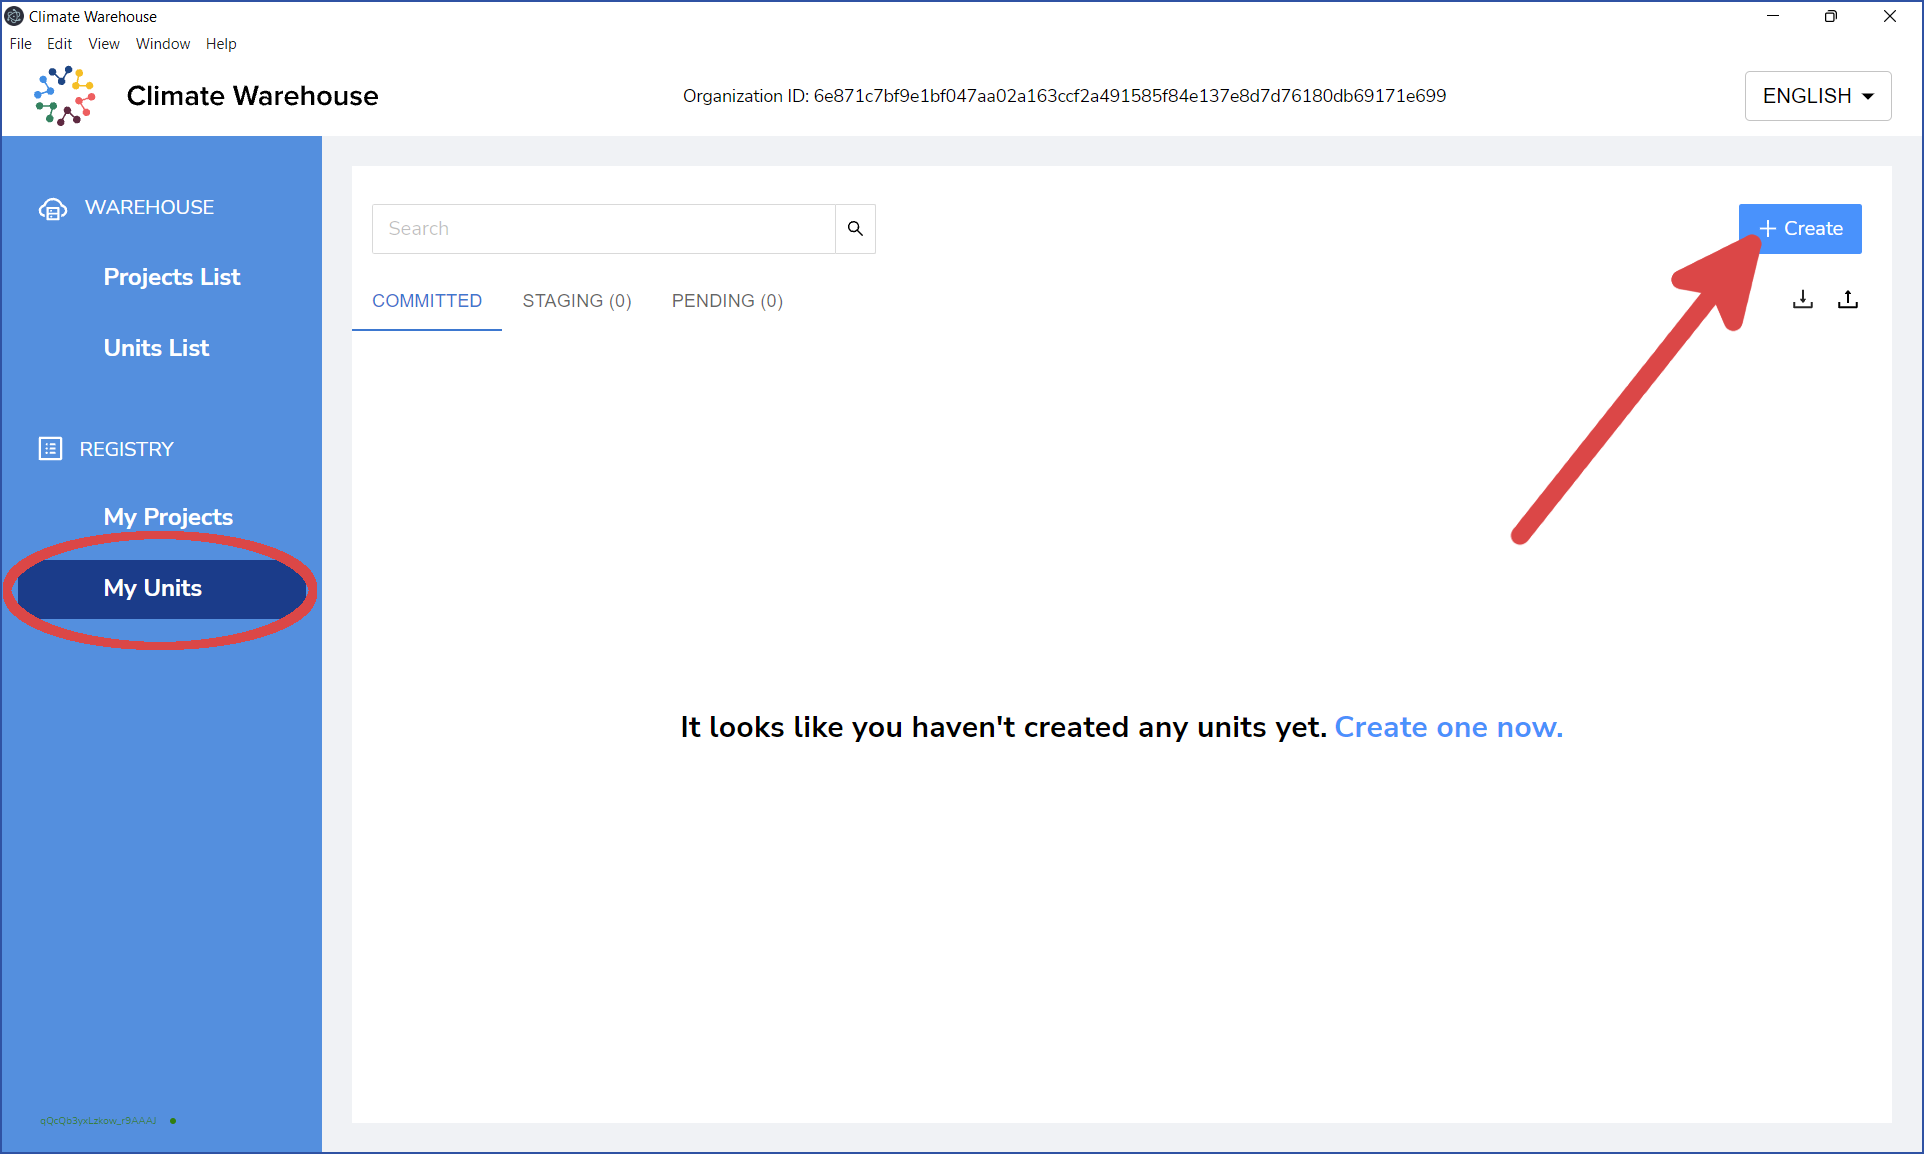 Climate Warehouse
File Edit View Window Help
Climate Warehouse
Organization ID: 6e871c7bf9e1bf047aa02a163ccf2a491585f84e137e8d7d76180db69171e699
ENGLISH
WAREHOUSE
Projects List
Units List
REGISTRY
My Projects
My Units
Search
Create
COMMITTED STAGING (0) PENDING (0)
It looks like you haven't created any units yet. Create one now.
qQcQb3yxLzkow_r9AAAJ